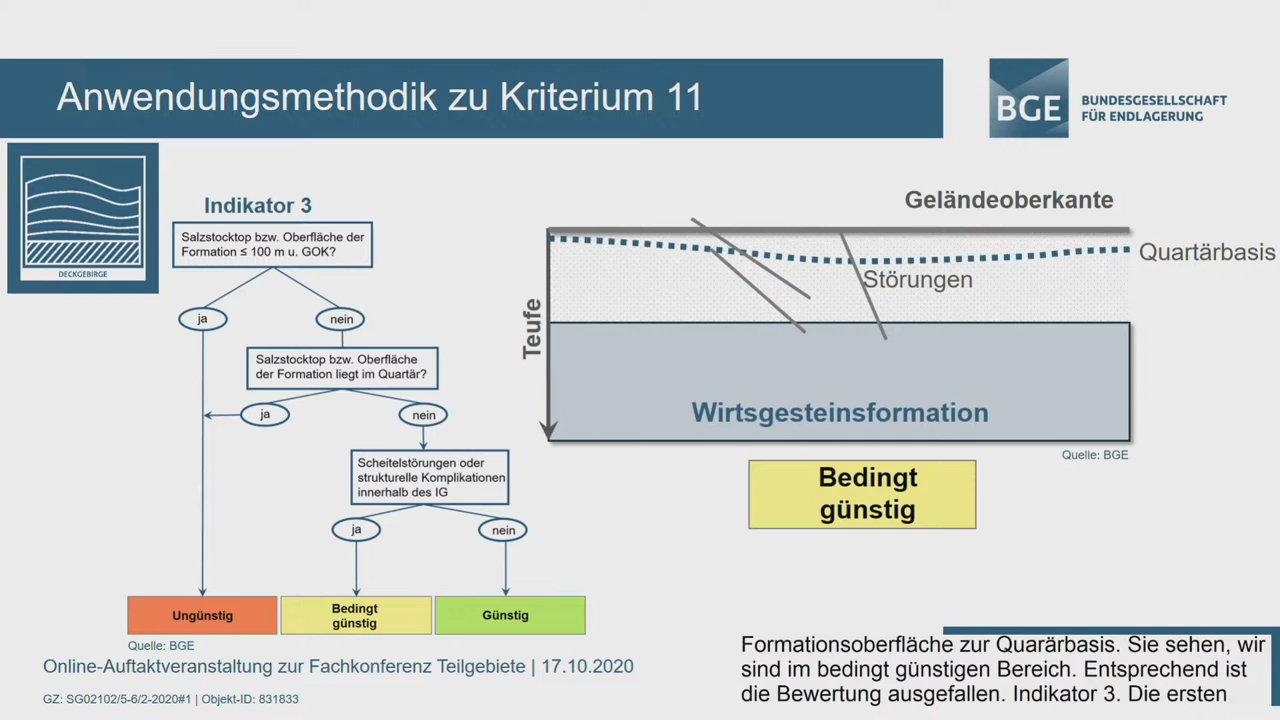 Anwendungsmethodik zu Kriterium 11
BGE
BUNDESGESELLSCHAFT
FÜR ENDLAGERUNG
DECKGEBIRGE
Indikator 3
Salzstocktop bzw. Oberfläche der
Formation ≤ 100 m u. GOK?
ja
nein
Salzstocktop bzw. Oberfläche
der Formation liegt im Quartär?
ja
nein
Scheitelstörungen oder
strukturelle Komplikationen
innerhalb des IG
ja
nein
Ungünstig
Bedingt
günstig
Günstig
Quelle: BGE
Geländeoberkante
Quartärbasis
Störungen
Teufe
Wirtsgesteinsformation
Quelle: BGE
Bedingt
günstig
Online-Auftaktveranstaltung zur Fachkonferenz Teilgebiete | 17.10.2020
GZ: SG02102/5-6/2-2020#1 | Objekt-ID: 831833
Formationsoberfläche zur Quarärbasis. Sie sehen, wir
sind im bedingt günstigen Bereich. Entsprechend ist
die Bewertung ausgefallen. Indikator 3. Die ersten